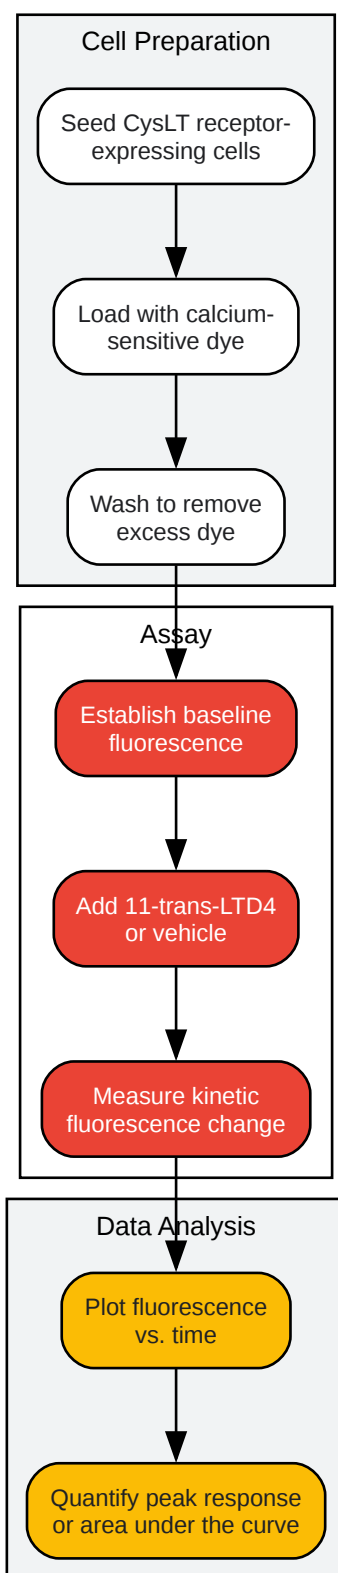 Cell Preparation
Seed CysLT receptor-
expressing cells
Load with calcium-
sensitive dye
Wash to remove
excess dye
Assay
Establish baseline
fluorescence
Add 11-trans-LTD4
or vehicle
Measure kinetic
fluorescence change
Data Analysis
Plot fluorescence
vs. time
Quantify peak response
or area under the curve